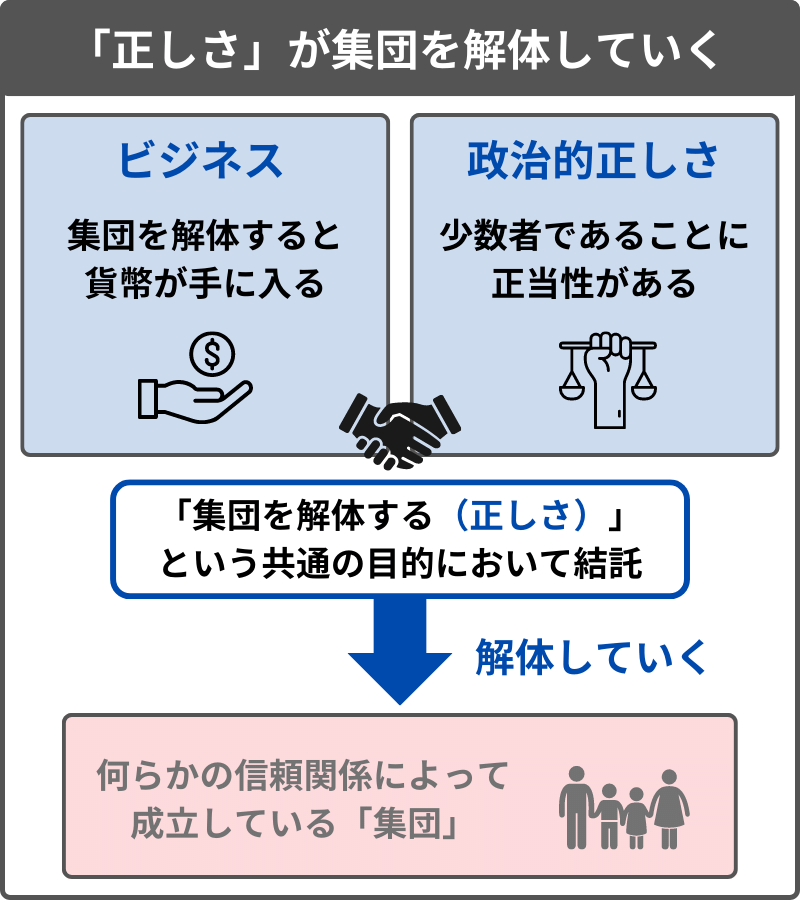 「正しさ」が集団を解体していく
ビジネス
集団を解体すると
貨幣が手に入る
$
政治的正しさ
少数者であることに
正当性がある
「集団を解体する（正しさ）」
という共通の目的において結託
解体していく
何らかの信頼関係によって
成立している「集団」